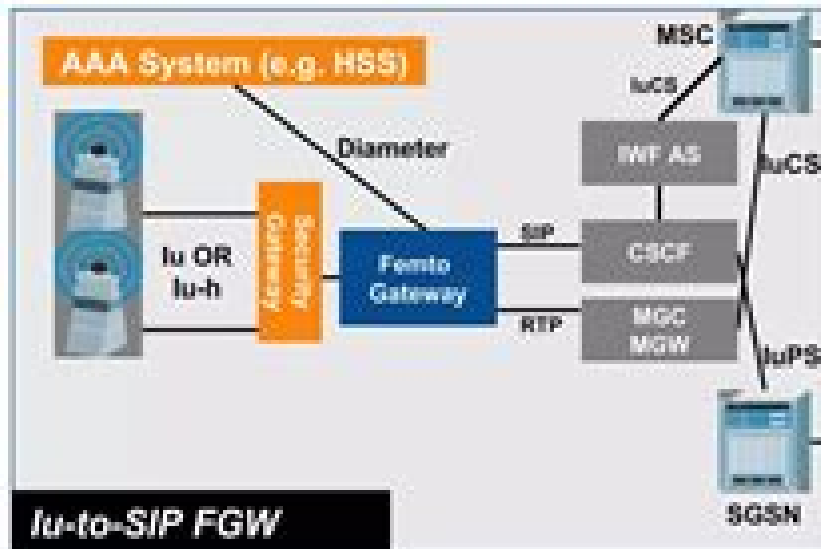 MSC
AAA System (e.g. HSS)
IuCS
Diameter
IWF AS
IuCS
Security
Gateway
Iu OR
Iu-h
Femto
Gateway
SIP
CSCF
RTP
MGC
MGW
IuPS
SGSN
Iu-to-SIP FGW